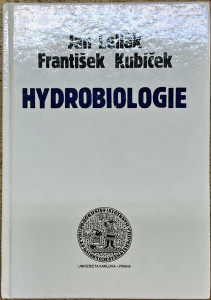 Jan Lellák
František Kubíček
HYDROBIOLOGIE
UNIVERZITA KARLOVA – PRAHA